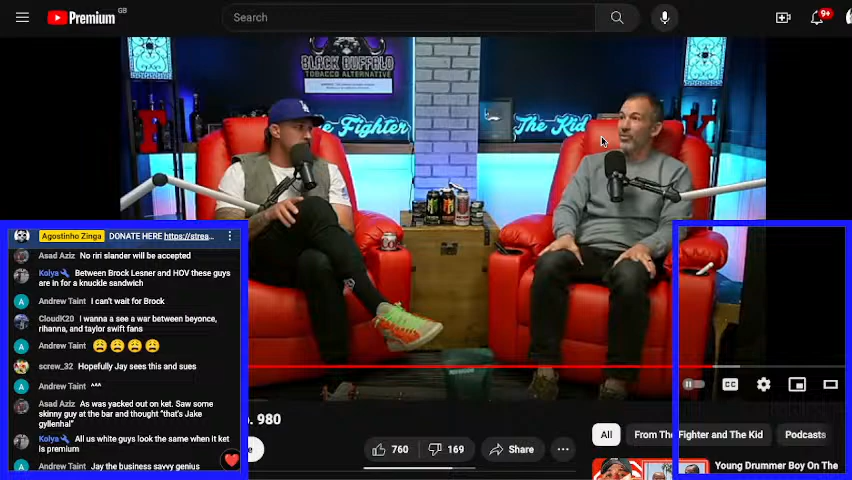 Premium
GB
Search
9+
BLACK BUFFALO
TOBACCO ALTERNATIVE
The Fighter
The Kid
Agostinho Zinga DONATE HERE https://strea...
Asad Aziz No riri slander will be accepted
Kolya Between Brock Lesner and HOV these guys
are in for a knuckle sandwich
A Andrew Taint I can't wait for Brock
CloudK20 I wanna a see a war between beyonce,
rihanna, and taylor swift fans
A Andrew Taint
screw_32 Hopefully Jay sees this and sues
A Andrew Taint ^^^
Asad Aziz As was yacked out on ket. Saw some
skinny guy at the bar and thought "that's Jake
gyllenhal"
Kolya All us white guys look the same when it ket
is premium
A Andrew Taint Jay the business savvy genius
CC
. 980
760
169
Share
All
From The Fighter and The Kid
Podcasts
Young Drummer Boy On The